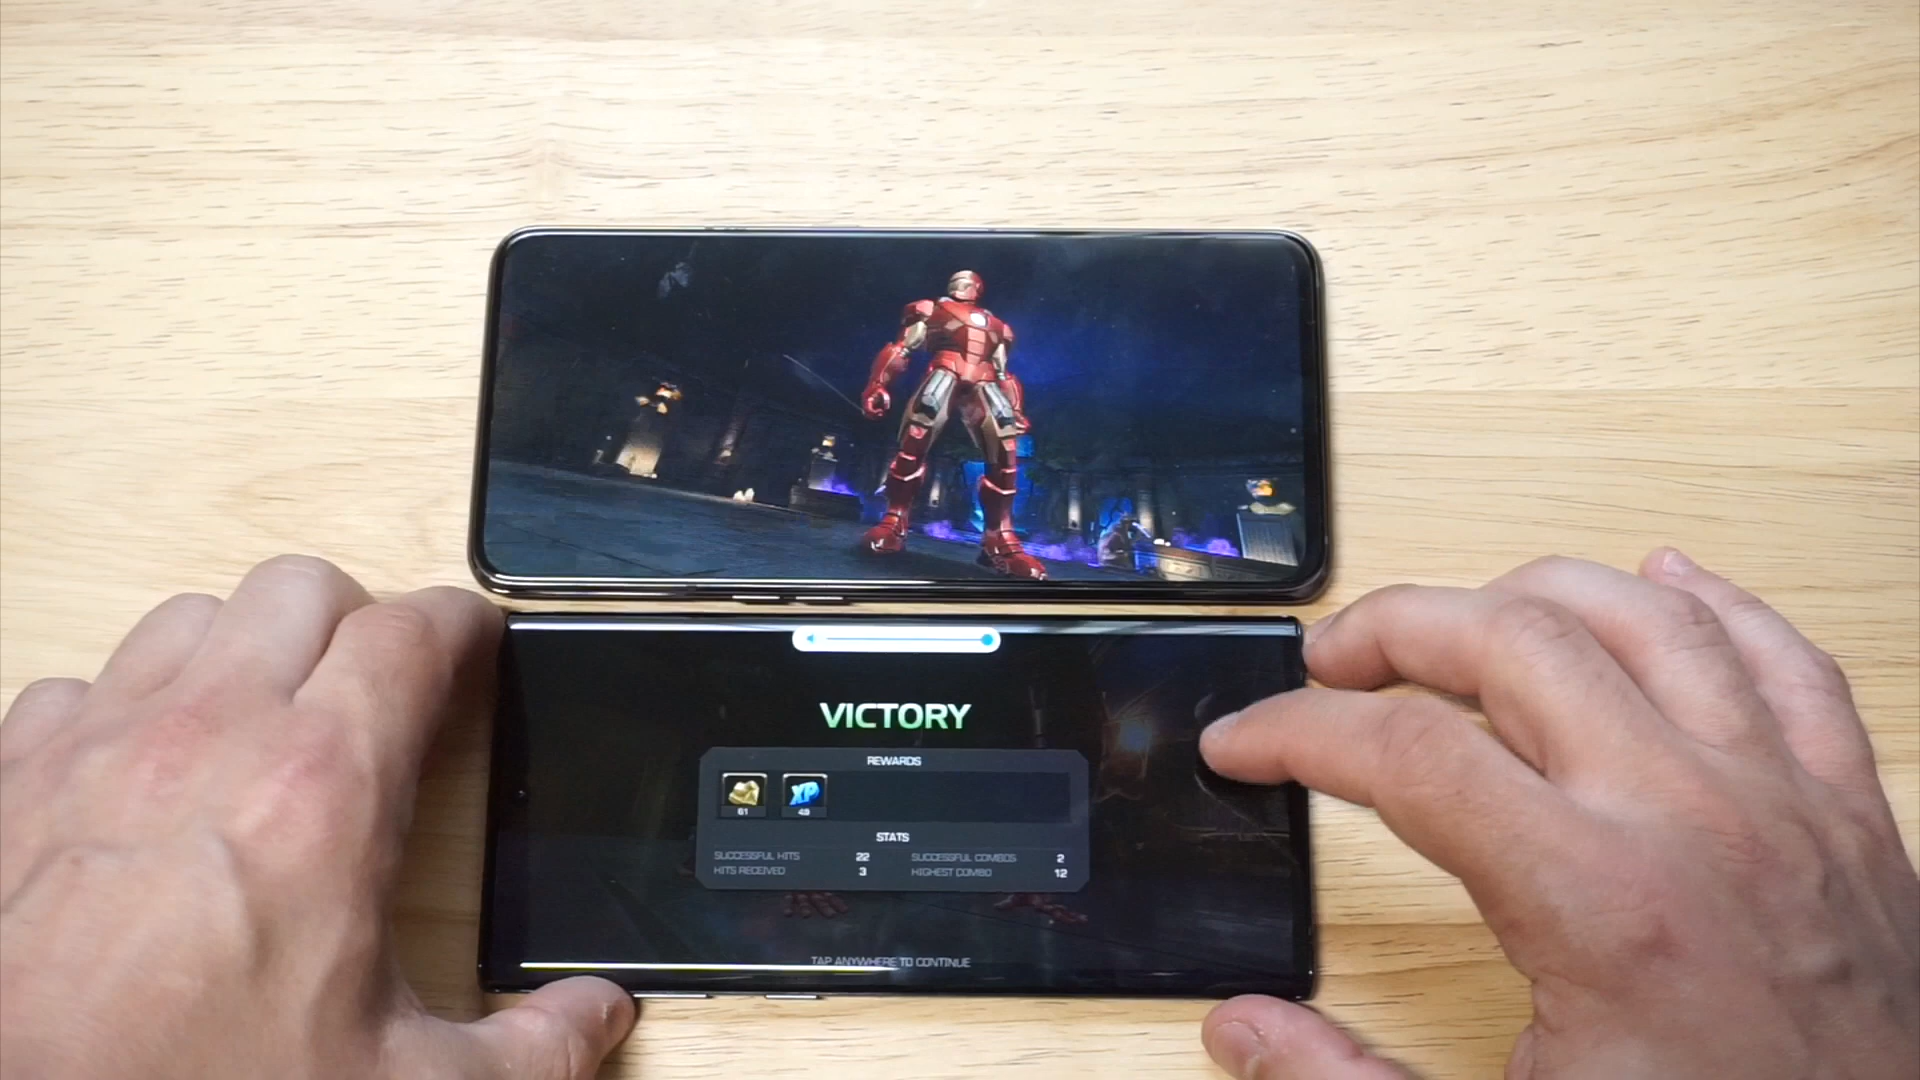 VICTORY
REWARDS
XP
61
49
STATS
SUCCESSFUL HITS 22 SUCCESSFUL COMBOS 2
HITS RECEIVED 3 HIGHEST COMBO 12
TAP ANYWHERE TO CONTINUE